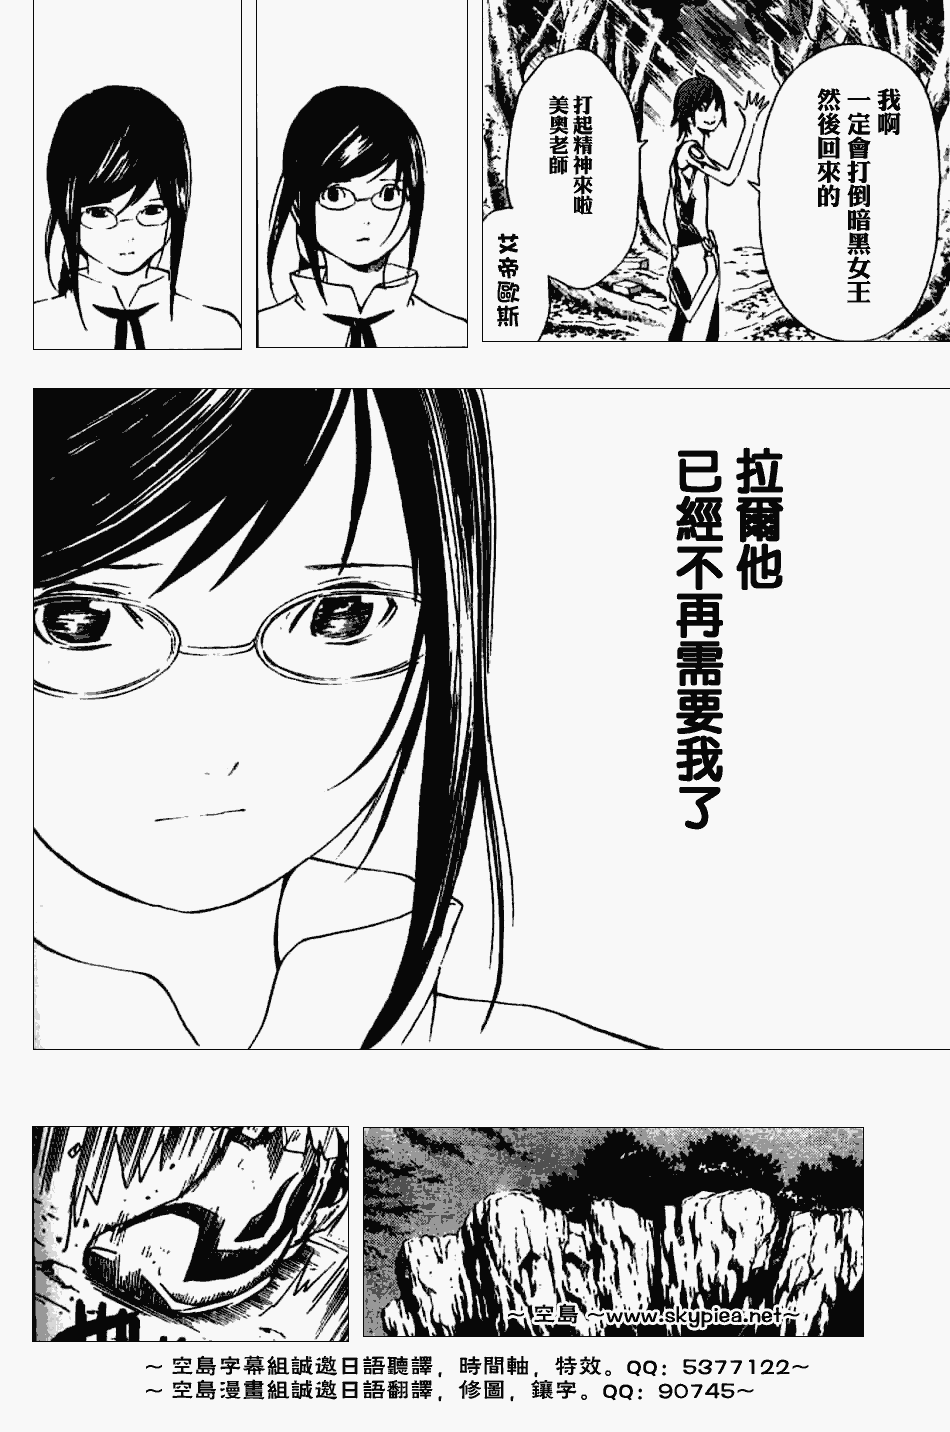 我啊
一定會打倒暗黑女王
然後回來的
打起精神來啦
美奧老師
艾帝歐斯
拉爾他
已經不再需要我了
～空島～www.skypiea.net～
～空島字幕組誠邀日語聽譯，時間軸，特效。QQ：5377122～
～空島漫畫組誠邀日語翻譯，修圖，鑲字。QQ：90745～